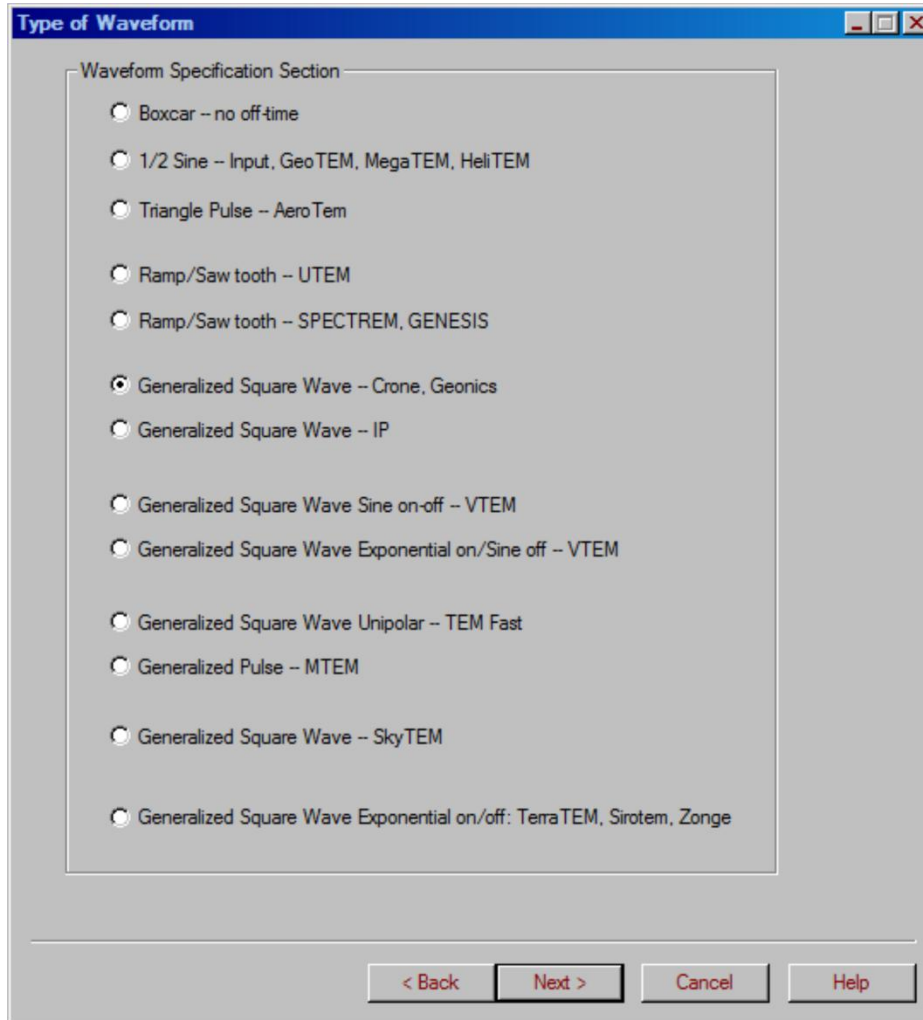 Type of Waveform
Waveform Specification Section
Boxcar -- no off-time
1/2 Sine -- Input, GeoTEM, MegaTEM, HeliTEM
Triangle Pulse -- AeroTem
Ramp/Saw tooth -- UTEM
Ramp/Saw tooth -- SPECTREM, GENESIS
Generalized Square Wave -- Crone, Geonics
Generalized Square Wave -- IP
Generalized Square Wave Sine on-off -- VTEM
Generalized Square Wave Exponential on/Sine off -- VTEM
Generalized Square Wave Unipolar -- TEM Fast
Generalized Pulse -- MTEM
Generalized Square Wave -- SkyTEM
Generalized Square Wave Exponential on/off: TerraTEM, Sirotem, Zonge
< Back Next > Cancel Help